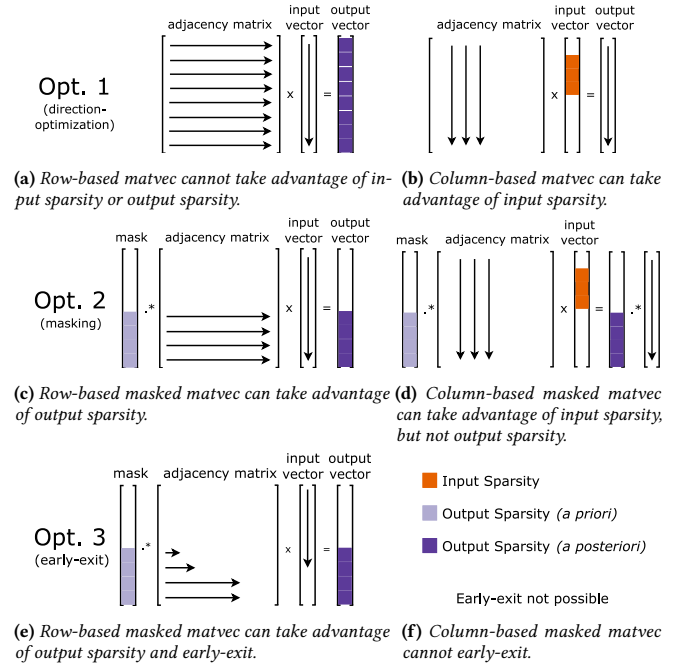 adjacency matrix
input
vector
output
vector
adjacency matrix
input
vector
output
vector
Opt. 1
(direction-
optimization)
x
=
x
=
(a) Row-based matvec cannot take advantage of in-
put sparsity or output sparsity.
(b) Column-based matvec can take
advantage of input sparsity.
mask
adjacency matrix
input
vector
output
vector
mask
adjacency matrix
input
vector
Opt. 2
(masking)
.*
x
=
.*
x
=
.*
(c) Row-based masked matvec can take advantage
of output sparsity.
(d) Column-based masked matvec
can take advantage of input sparsity,
but not output sparsity.
mask
adjacency matrix
input
vector
output
vector
Opt. 3
(early-exit)
.*
x
=
Input Sparsity
Output Sparsity (a priori)
Output Sparsity (a posteriori)
Early-exit not possible
(e) Row-based masked matvec can take advantage
of output sparsity and early-exit.
(f) Column-based masked matvec
cannot early-exit.